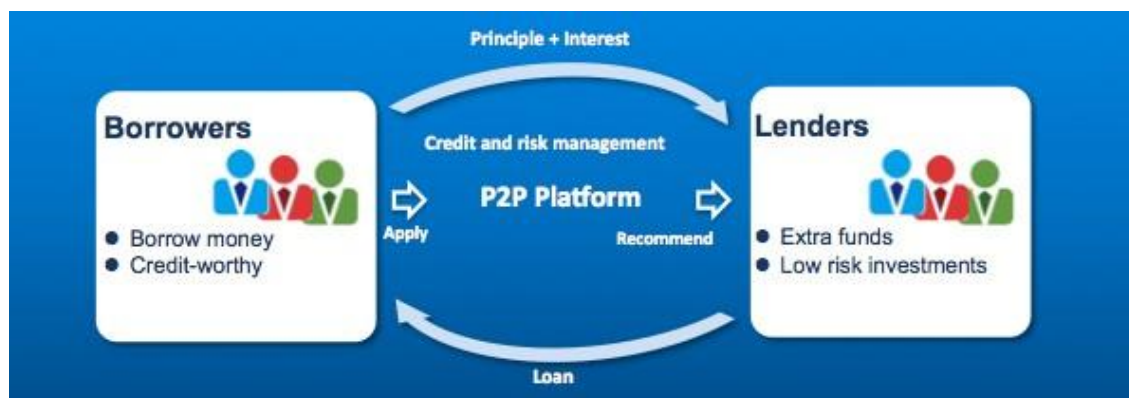 Principle + Interest
Borrowers
Borrow money
Credit-worthy
Credit and risk management
P2P Platform
Apply
Recommend
Lenders
Extra funds
Low risk investments
Loan